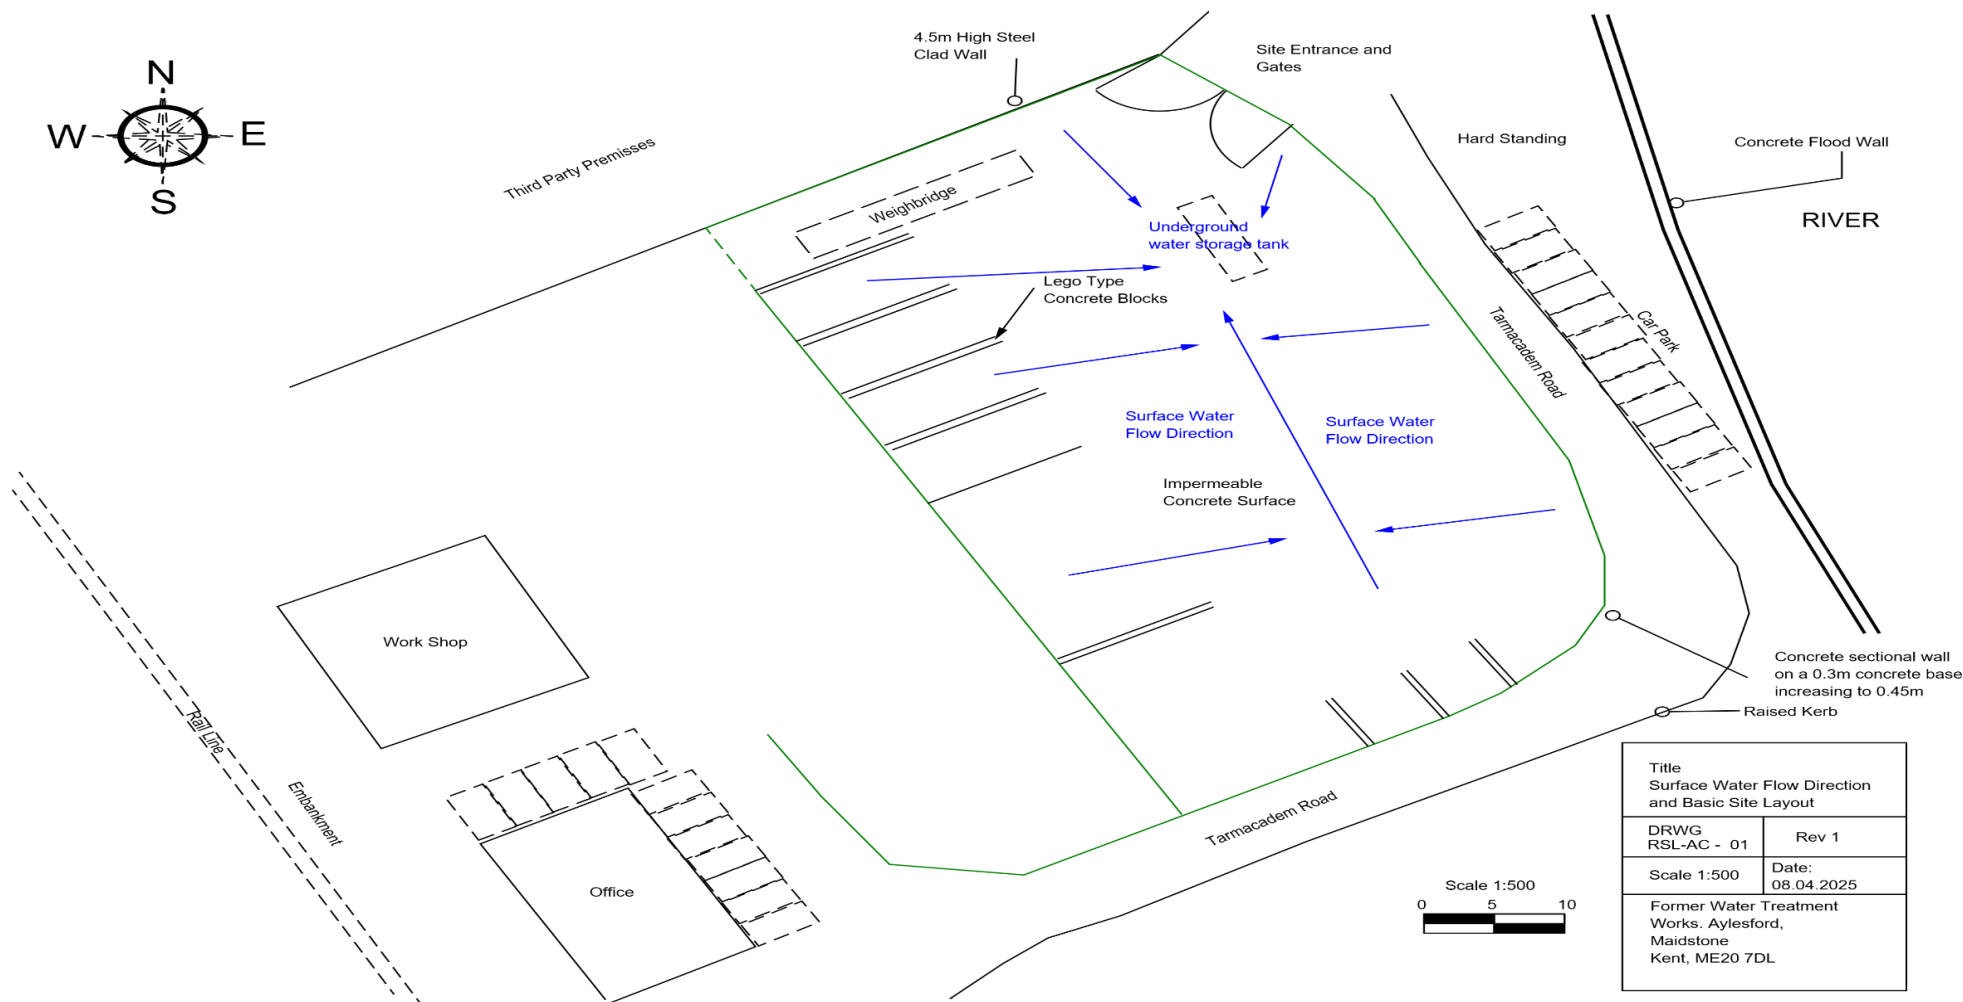 4.5m High Steel
Clad Wall
Site Entrance and
Gates
N
W
E
S
Hard Standing
Concrete Flood Wall
Third Party Premisses
Weighbridge
RIVER
Underground
water storage tank
Lego Type
Concrete Blocks
Tarmacadem Road
Car Park
Surface Water
Flow Direction
Surface Water
Flow Direction
Impermeable
Concrete Surface
Work Shop
Concrete sectional wall
on a 0.3m concrete base
increasing to 0.45m
Raised Kerb
Rail Line
Embankment
Tarmacadem Road
Office
Scale 1:500
0 5 10
Title
Surface Water Flow Direction
and Basic Site Layout
DRWG
RSL-AC - 01
Rev 1
Scale 1:500
Date:
08.04.2025
Former Water Treatment
Works. Aylesford,
Maidstone
Kent, ME20 7DL